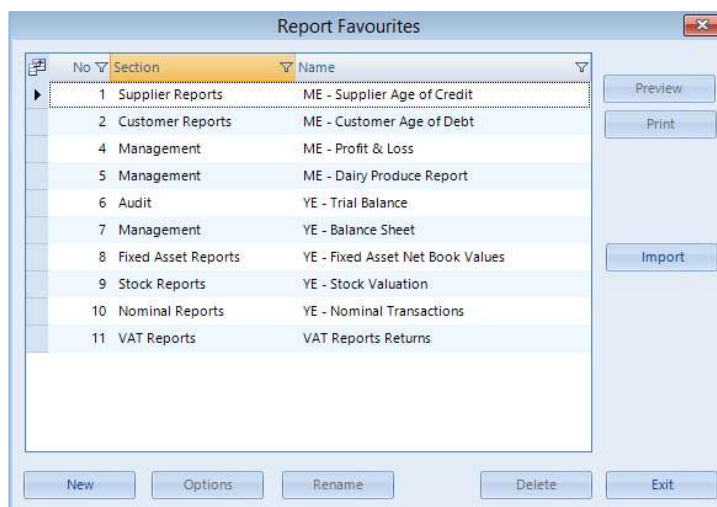 Report Favourites
No Section Name
1 Supplier Reports ME - Supplier Age of Credit
2 Customer Reports ME - Customer Age of Debt
4 Management ME - Profit & Loss
5 Management ME - Dairy Produce Report
6 Audit YE - Trial Balance
7 Management YE - Balance Sheet
8 Fixed Asset Reports YE - Fixed Asset Net Book Values
9 Stock Reports YE - Stock Valuation
10 Nominal Reports YE - Nominal Transactions
11 VAT Reports VAT Reports Returns
Preview
Print
Import
New Options Rename Delete Exit